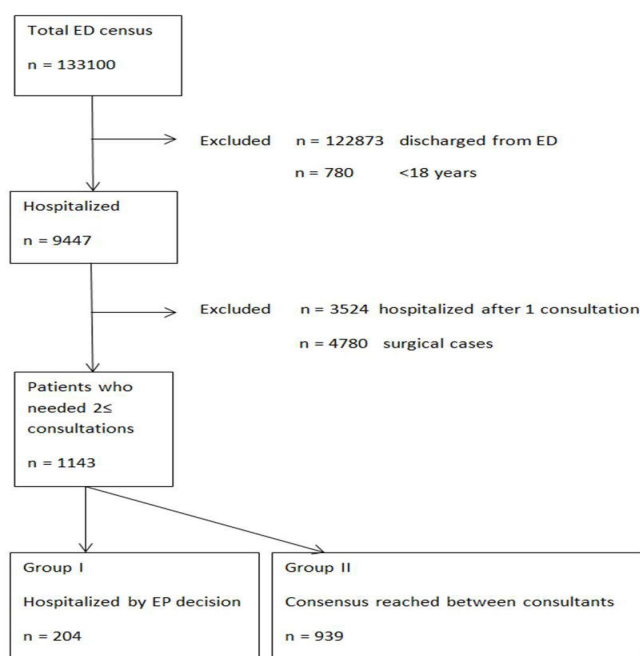 Total ED census
n = 133100
Excluded n = 122873 discharged from ED
n = 780 <18 years
Hospitalized
n = 9447
Excluded n = 3524 hospitalized after 1 consultation
n = 4780 surgical cases
Patients who
needed 2≤
consultations
n = 1143
Group I
Hospitalized by EP decision
n = 204
Group II
Consensus reached between consultants
n = 939